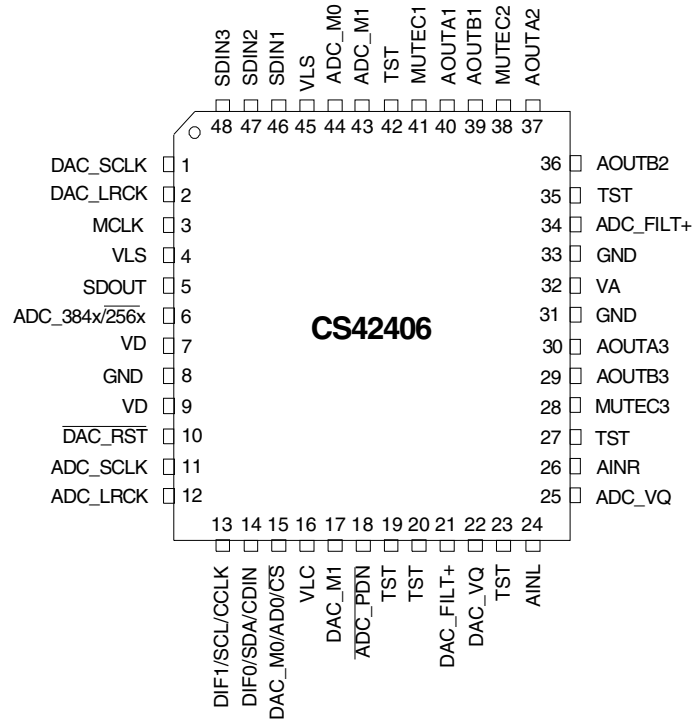 SDIN3
SDIN2
SDIN1
VLS
ADC_M0
ADC_M1
TST
MUTEC1
AOUTA1
AOUTB1
MUTEC2
AOUTA2
48 47 46 45 44 43 42 41 40 39 38 37
DAC_SCLK 1
DAC_LRCK 2
MCLK 3
VLS 4
SDOUT 5
ADC_384x/256x 6
VD 7
GND 8
VD 9
DAC_RST 10
ADC_SCLK 11
ADC_LRCK 12
CS42406
36 AOUTB2
35 TST
34 ADC_FILT+
33 GND
32 VA
31 GND
30 AOUTA3
29 AOUTB3
28 MUTEC3
27 TST
26 AINR
25 ADC_VQ
13 14 15 16 17 18 19 20 21 22 23 24
DIF1/SCL/CCLK
DIF0/SDA/CDIN
DAC_M0/AD0/CS
VLC
DAC_M1
ADC_PDN
TST
TST
DAC_FILT+
DAC_VQ
TST
AINL